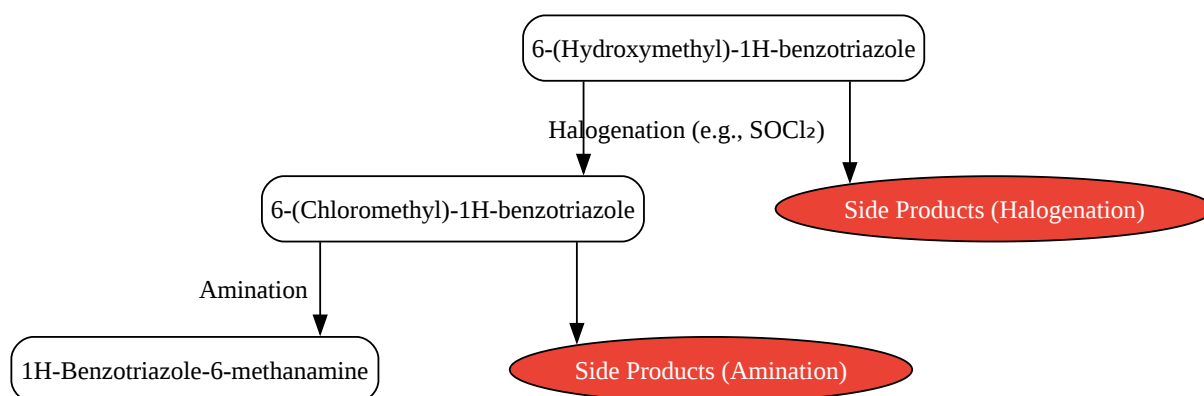 6-(Hydroxymethyl)-1H-benzotriazole
Halogenation (e.g., SOCl₂)
6-(Chloromethyl)-1H-benzotriazole
Side Products (Halogenation)
Amination
1H-Benzotriazole-6-methanamine
Side Products (Amination)